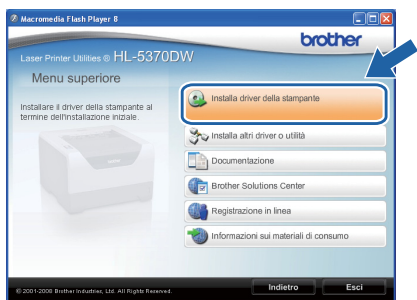 Macromedia Flash Player 8
brother
Laser Printer Utilities © HL-5370DW
Menu superiore
Installare il driver della stampante al
termine dell'installazione iniziale.
Installa driver della stampante
Installa altri driver o utilità
Documentazione
Brother Solutions Center
Registrazione in linea
Informazioni sui materiali di consumo
© 2001-2008 Brother Industries, Ltd. All Rights Reserved.
Indietro
Esci